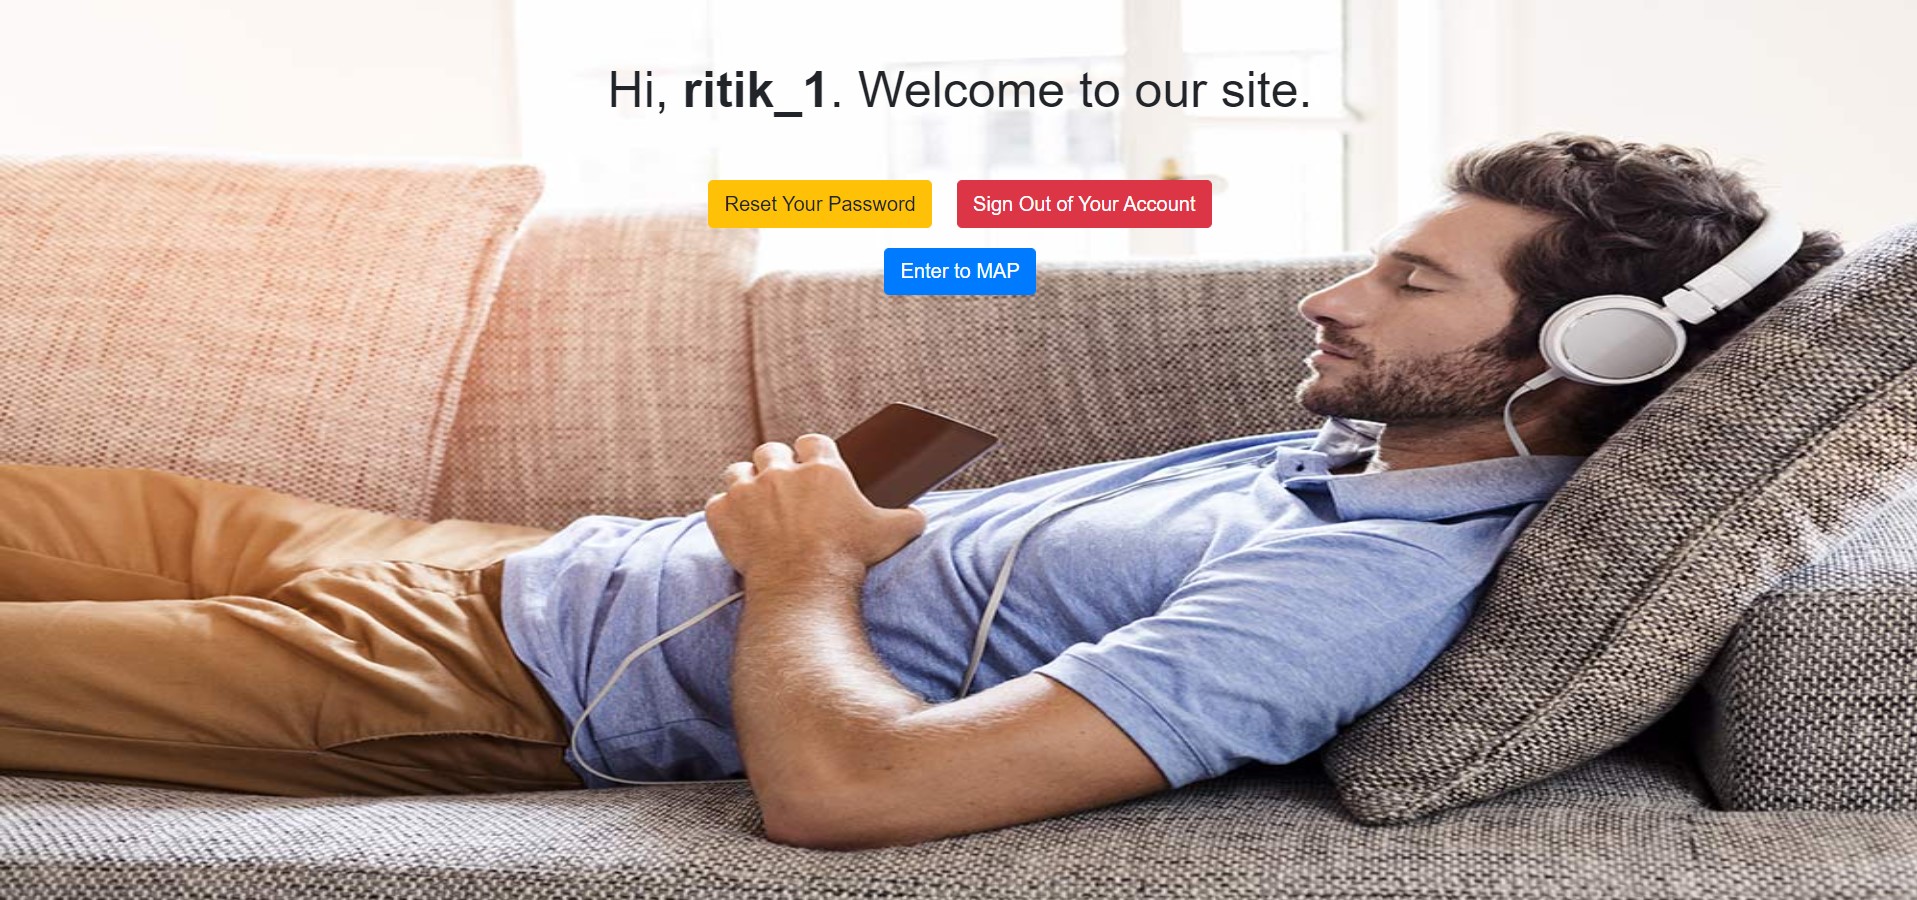 Hi, ritik_1. Welcome to our site.
Reset Your Password
Sign Out of Your Account
Enter to MAP